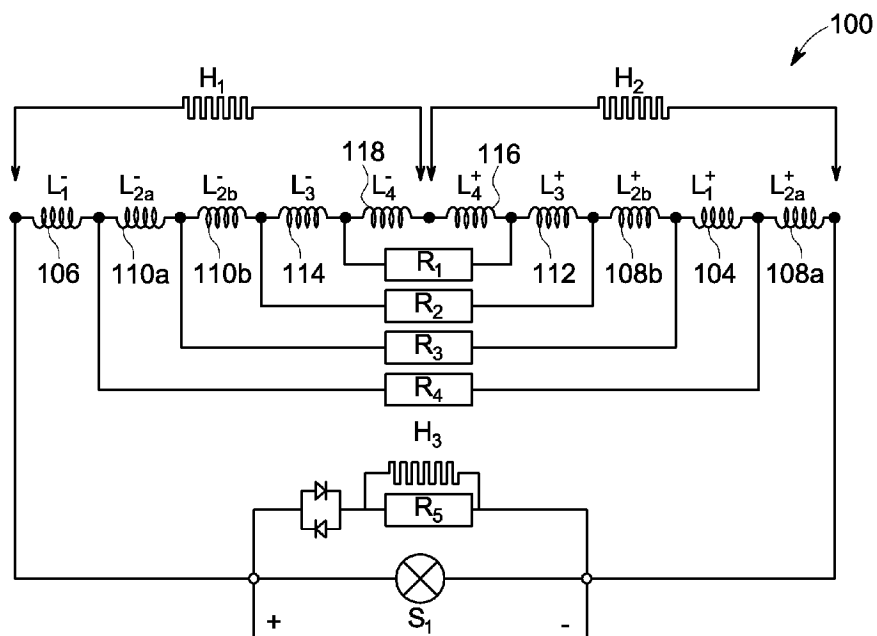 100
H₁ H₂
118 116
L₁⁻ L₂ₐ⁻ L₂b⁻ L₃⁻ L₄⁻ L₄⁺ L₃⁺ L₂b⁺ L₁⁺ L₂ₐ⁺
106 110a 110b 114 R₁ 112 108b 104 108a
R₂
R₃
R₄
H₃
R₅
+ S₁ -